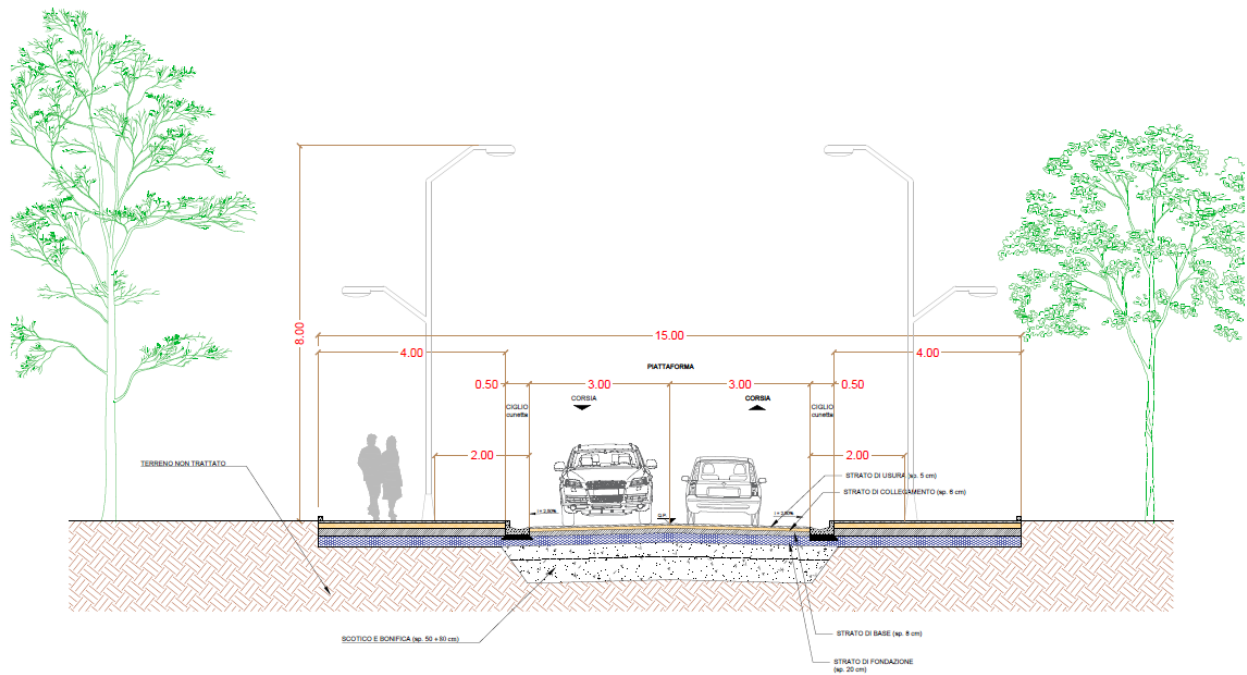 8.00
15.00
4.00
4.00
PIATTAFORMA
0.50
3.00
3.00
0.50
CORSIA
CORSIA
CIGLIO
cunetta
CIGLIO
cunetta
2.00
2.00
TERRENO NON TRATTATO
STRATO DI USURA (sp. 5 cm)
STRATO DI COLLEGAMENTO (sp. 6 cm)
SCOTICO E BONIFICA (sp. 50 + 80 cm)
STRATO DI BASE (sp. 8 cm)
STRATO DI FONDAZIONE
(sp. 20 cm)